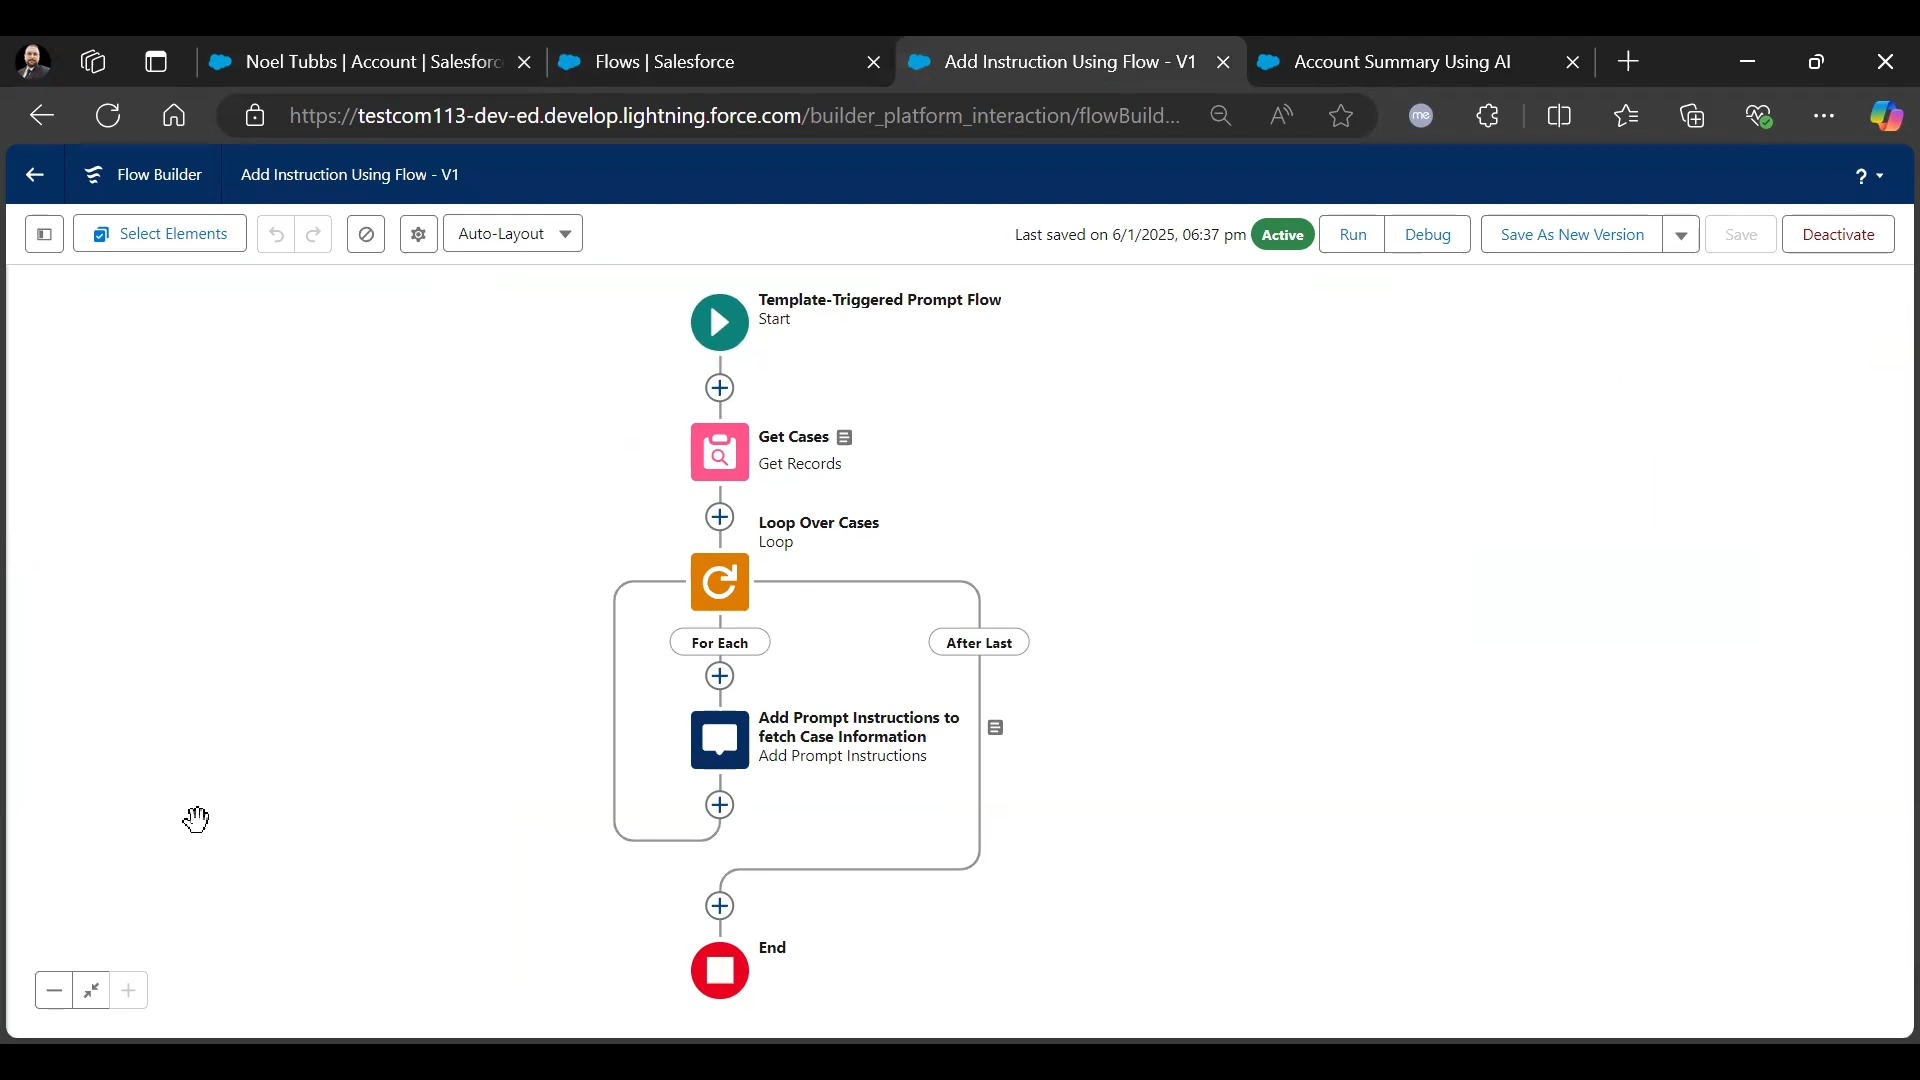 Noel Tubbs | Account | Salesforc
Flows | Salesforce
Add Instruction Using Flow - V1
Account Summary Using AI
https://testcom113-dev-ed.develop.lightning.force.com/builder_platform_interaction/flowBuild...
me
Flow Builder
Add Instruction Using Flow - V1
?
Select Elements
Auto-Layout
Last saved on 6/1/2025, 06:37 pm
Active
Run
Debug
Save As New Version
Save
Deactivate
Template-Triggered Prompt Flow
Start
Get Cases
Get Records
Loop Over Cases
Loop
For Each
After Last
Add Prompt Instructions to
fetch Case Information
Add Prompt Instructions
End